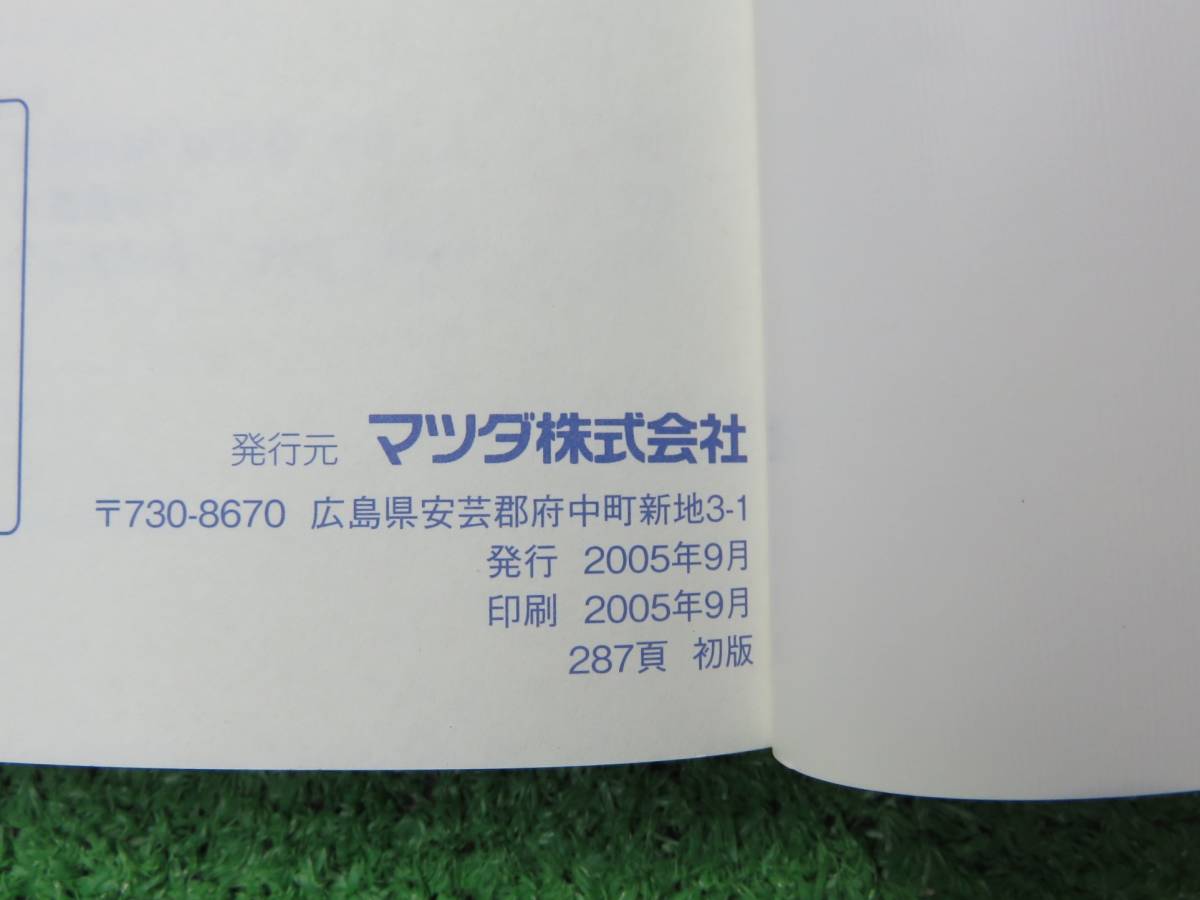 発行元 マツダ株式会社
〒730-8670 広島県安芸郡府中町新地3-1
発行 2005年9月
印刷 2005年9月
287頁 初版